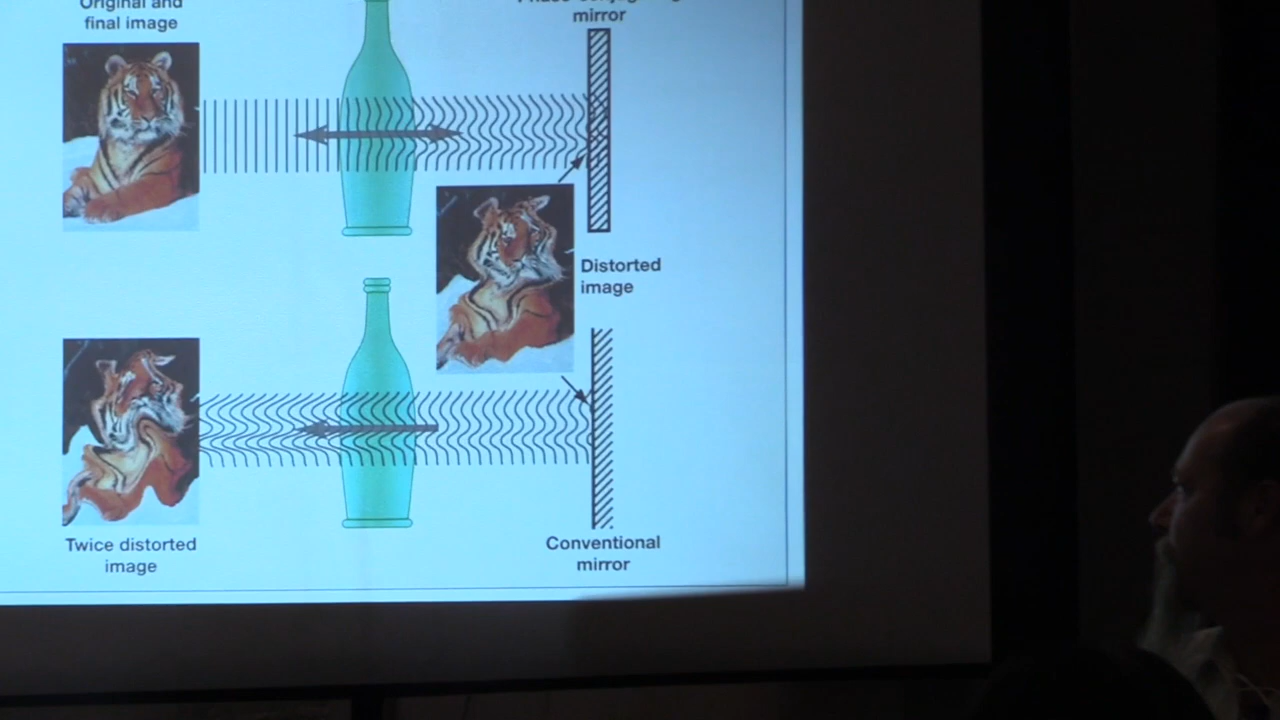 Original and
final image
mirror
Distorted
image
Twice distorted
image
Conventional
mirror